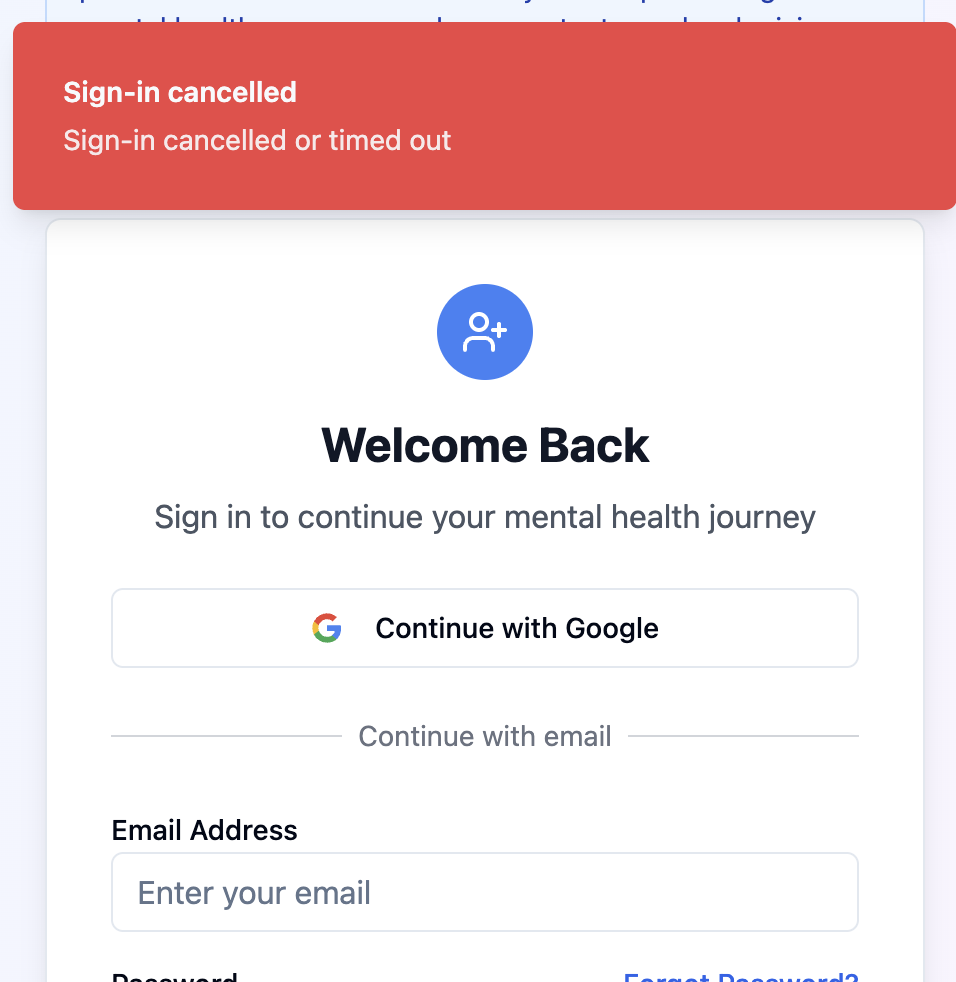 Sign-in cancelled
Sign-in cancelled or timed out
Welcome Back
Sign in to continue your mental health journey
Continue with Google
Continue with email
Email Address
Enter your email
Password
Forgot Password?